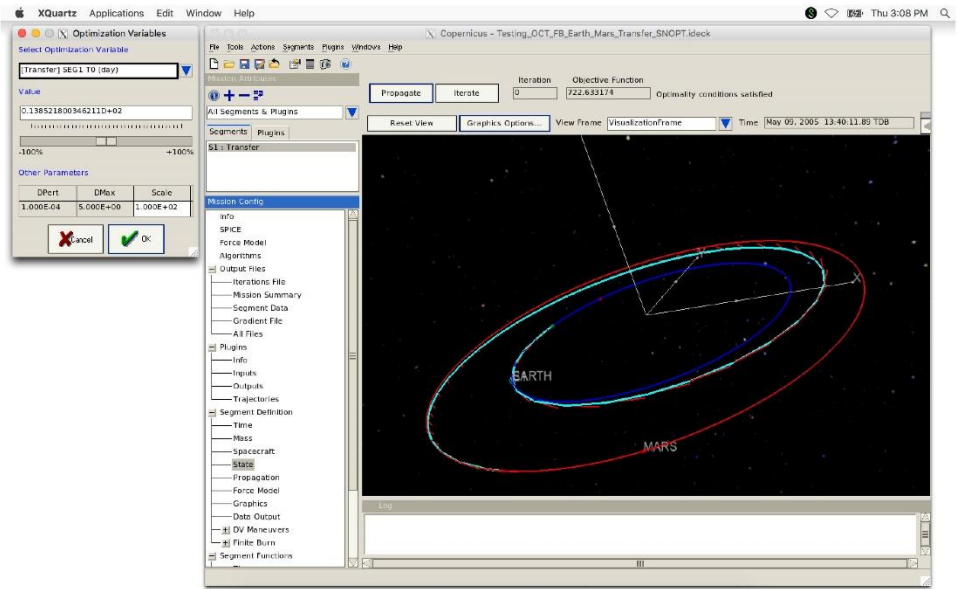 XQuartz Applications Edit Window Help Thu 3:08 PM
Optimization Variables
Select Optimization Variable
[Transfer] SEG1 T0 (day)
Value
0.138521800346211D+02
-100% +100%
Other Parameters
DPert DMax Scale
1.000E-04 5.000E+00 1.000E+02
Cancel OK
Copernicus - Testing_OCT_FB_Earth_Mars_Transfer_SNOPT.ideck
File Tools Actions Segments Plugins Windows Help
Mission Attributes
All Segments & Plugins
Segments Plugins
S1 : Transfer
Mission Config
Info
SPICE
Force Model
Algorithms
Output Files
Iterations File
Mission Summary
Segment Data
Gradient File
All Files
Plugins
Info
Inputs
Outputs
Trajectories
Segment Definition
Time
Mass
Spacecraft
State
Propagation
Force Model
Graphics
Data Output
DV Maneuvers
Finite Burn
Segment Functions
Iteration Objective Function
Propagate Iterate 0 722.633174 Optimality conditions satisfied
Reset View Graphics Options... View Frame VisualizationFrame Time May 09, 2005 13:40:11.89 TDB
Y
X
EARTH
MARS
Log